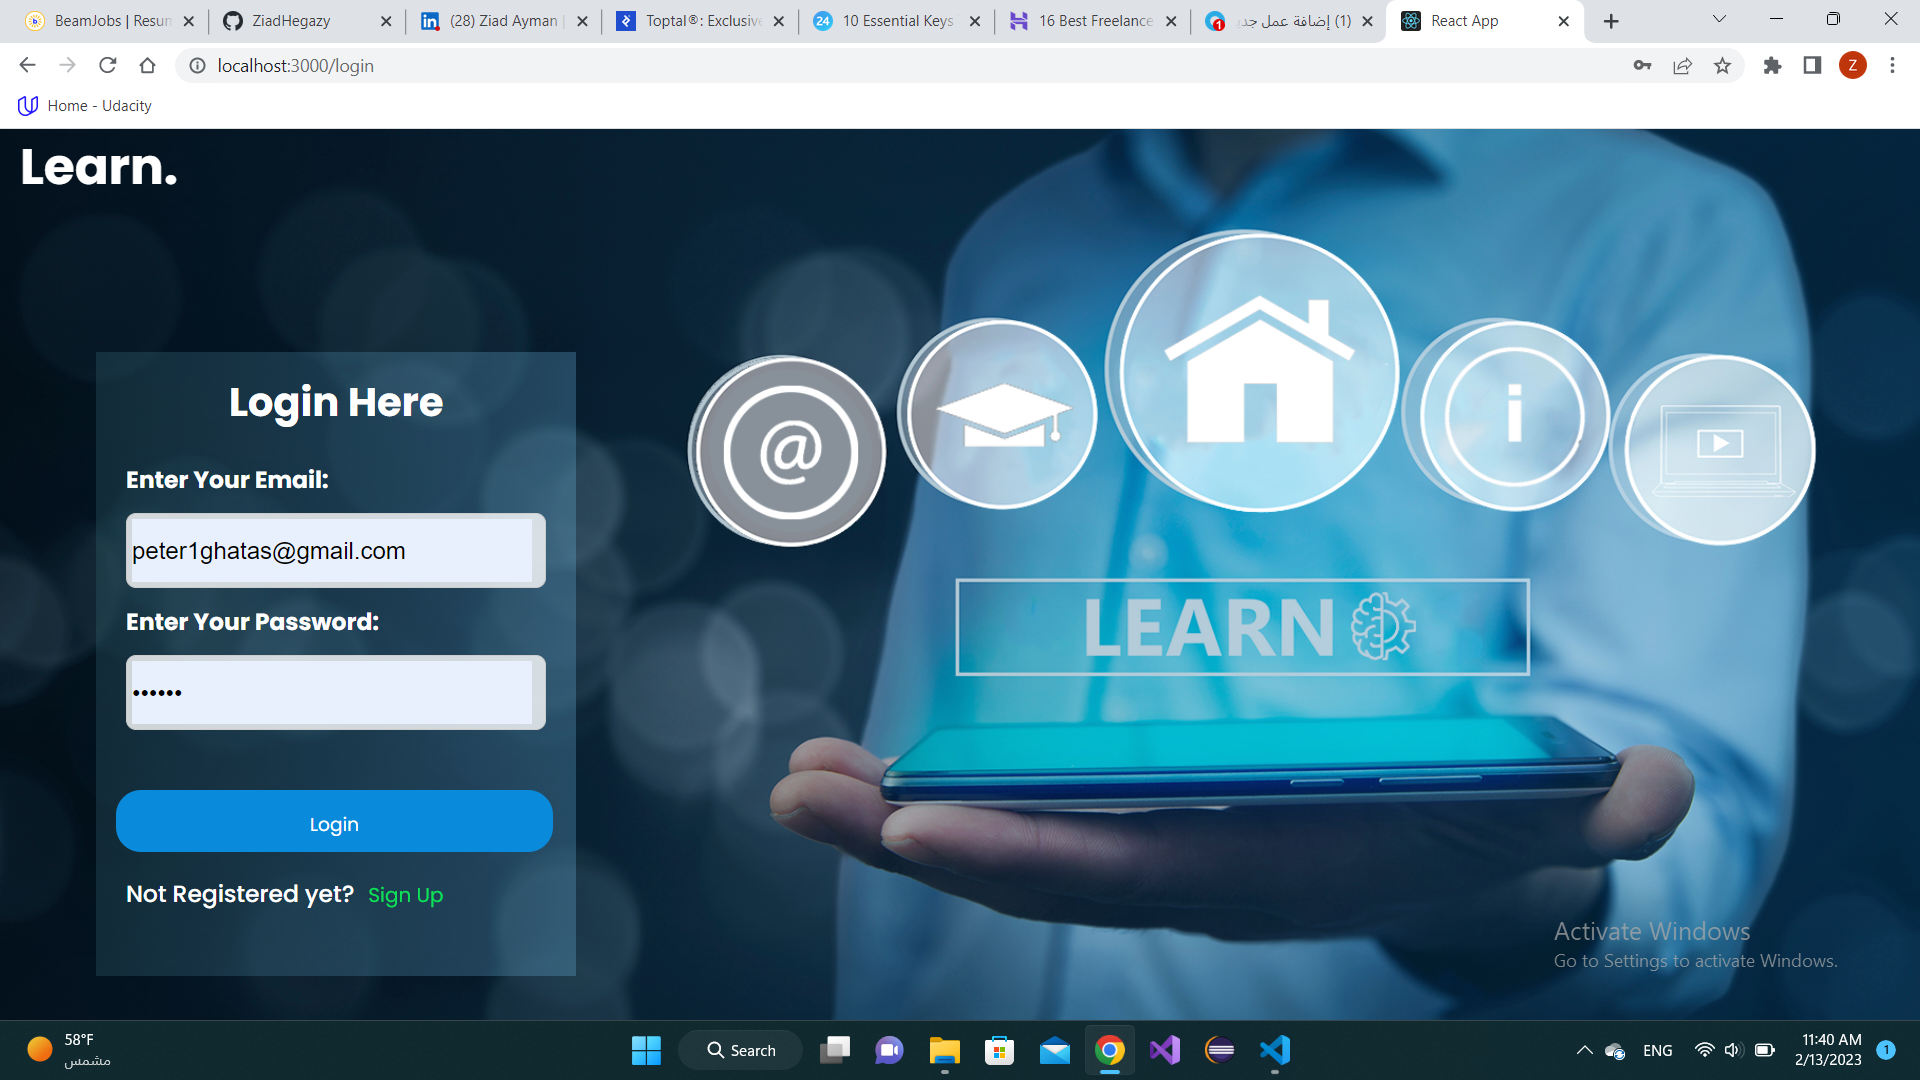 BeamJobs | Resum
ZiadHegazy
(28) Ziad Ayman |
Toptal®: Exclusive
10 Essential Keys
16 Best Freelance
(1) إضافة عمل جدي
React App
localhost:3000/login
Z
Home - Udacity
Learn.
Login Here
Enter Your Email:
peter1ghatas@gmail.com
Enter Your Password:
••••••
Login
Not Registered yet? Sign Up
@
i
LEARN
Activate Windows
Go to Settings to activate Windows.
58°F
مشمس
Search
ENG
11:40 AM
2/13/2023
1